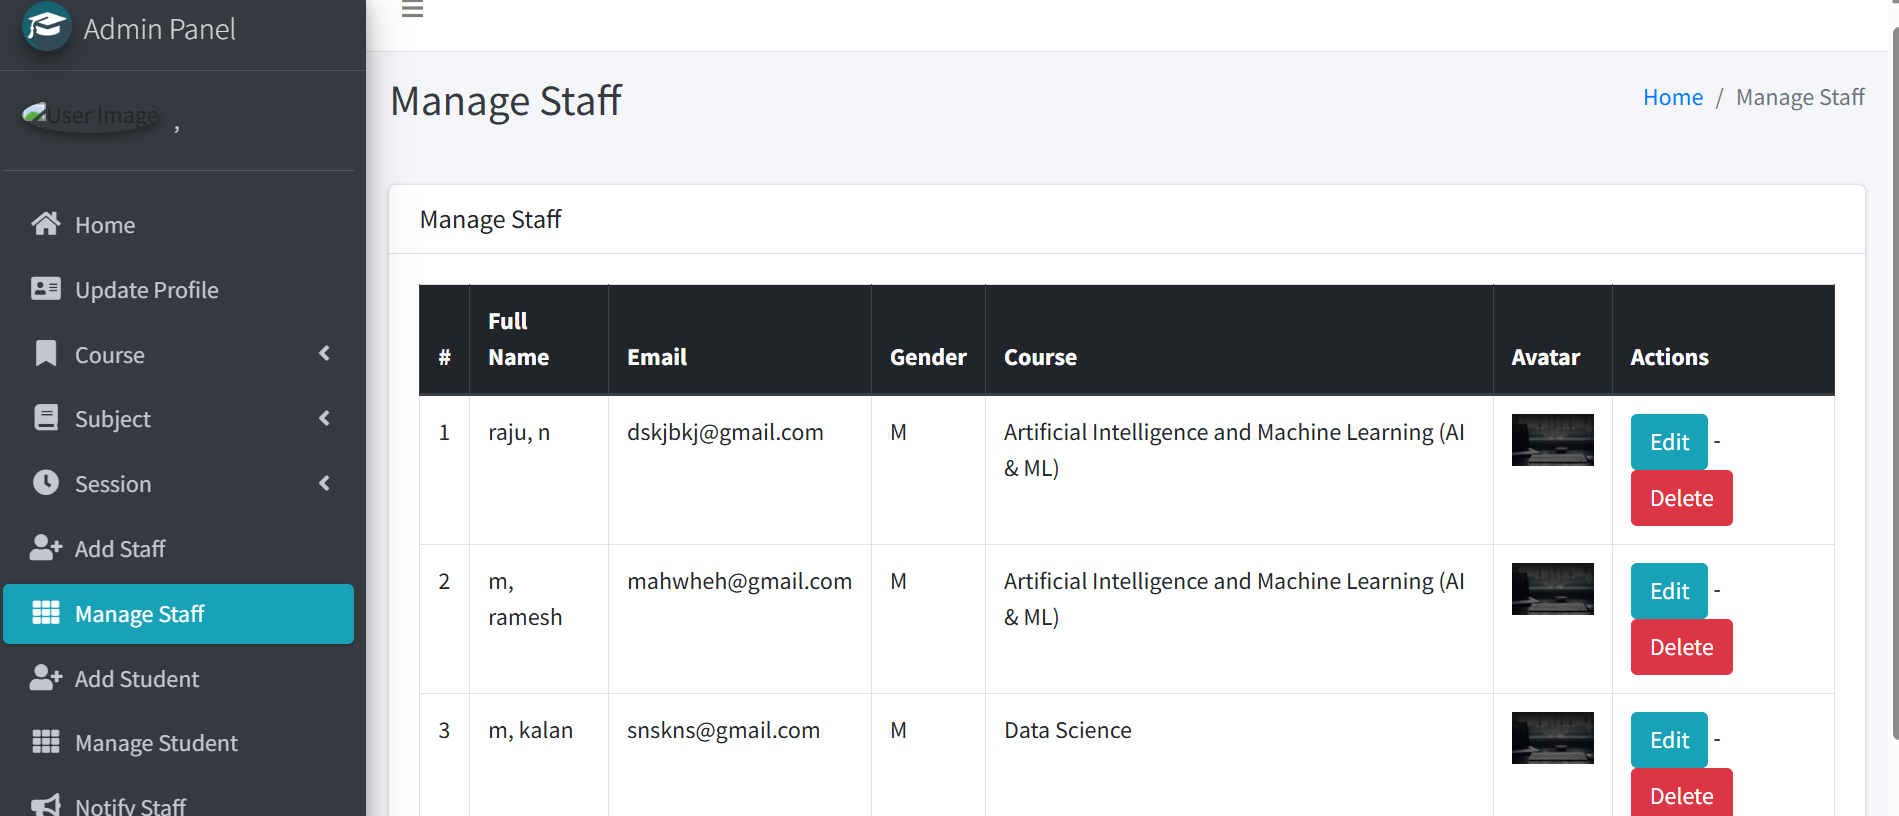 Admin Panel
User Image ,
Home
Update Profile
Course
Subject
Session
Add Staff
Manage Staff
Add Student
Manage Student
Notify Staff
Manage Staff
Home / Manage Staff
Manage Staff
# Full Name Email Gender Course Avatar Actions
1 raju, n dskjbkj@gmail.com M Artificial Intelligence and Machine Learning (AI
& ML)
Edit -
Delete
2 m, mahwheh@gmail.com M Artificial Intelligence and Machine Learning (AI
ramesh & ML)
Edit -
Delete
3 m, kalan snskns@gmail.com M Data Science
Edit -
Delete